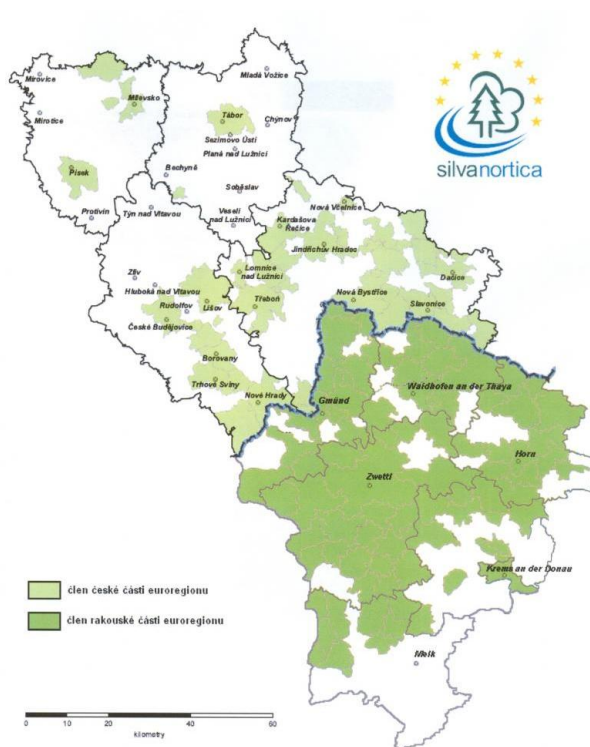 Mirovice
Mladá Vožice
Milevsko
Mirotice
Tábor
Chýnov
Sezimovo Ústí
Planá nad Lužnicí
silvanortica
Písek
Bechyně
Soběslav
Nová Včelnice
Protivín
Týn nad Vltavou
Veselí
nad Lužnicí
Kardašova
Řečice
Jindřichův Hradec
Zliv
Lomnice
nad Lužnicí
Dačice
Hluboká nad Vltavou
Rudolfov
Lišov
Třeboň
Nová Bystřice
Slavonice
České Budějovice
Borovany
Trhové Sviny
Nové Hrady
Gmünd
Waidhofen an der Thaya
Horn
Zwettl
Krems an der Donau
člen české části euroregionu
člen rakouské části euroregionu
Melk
0 10 20 40 60
kilometry